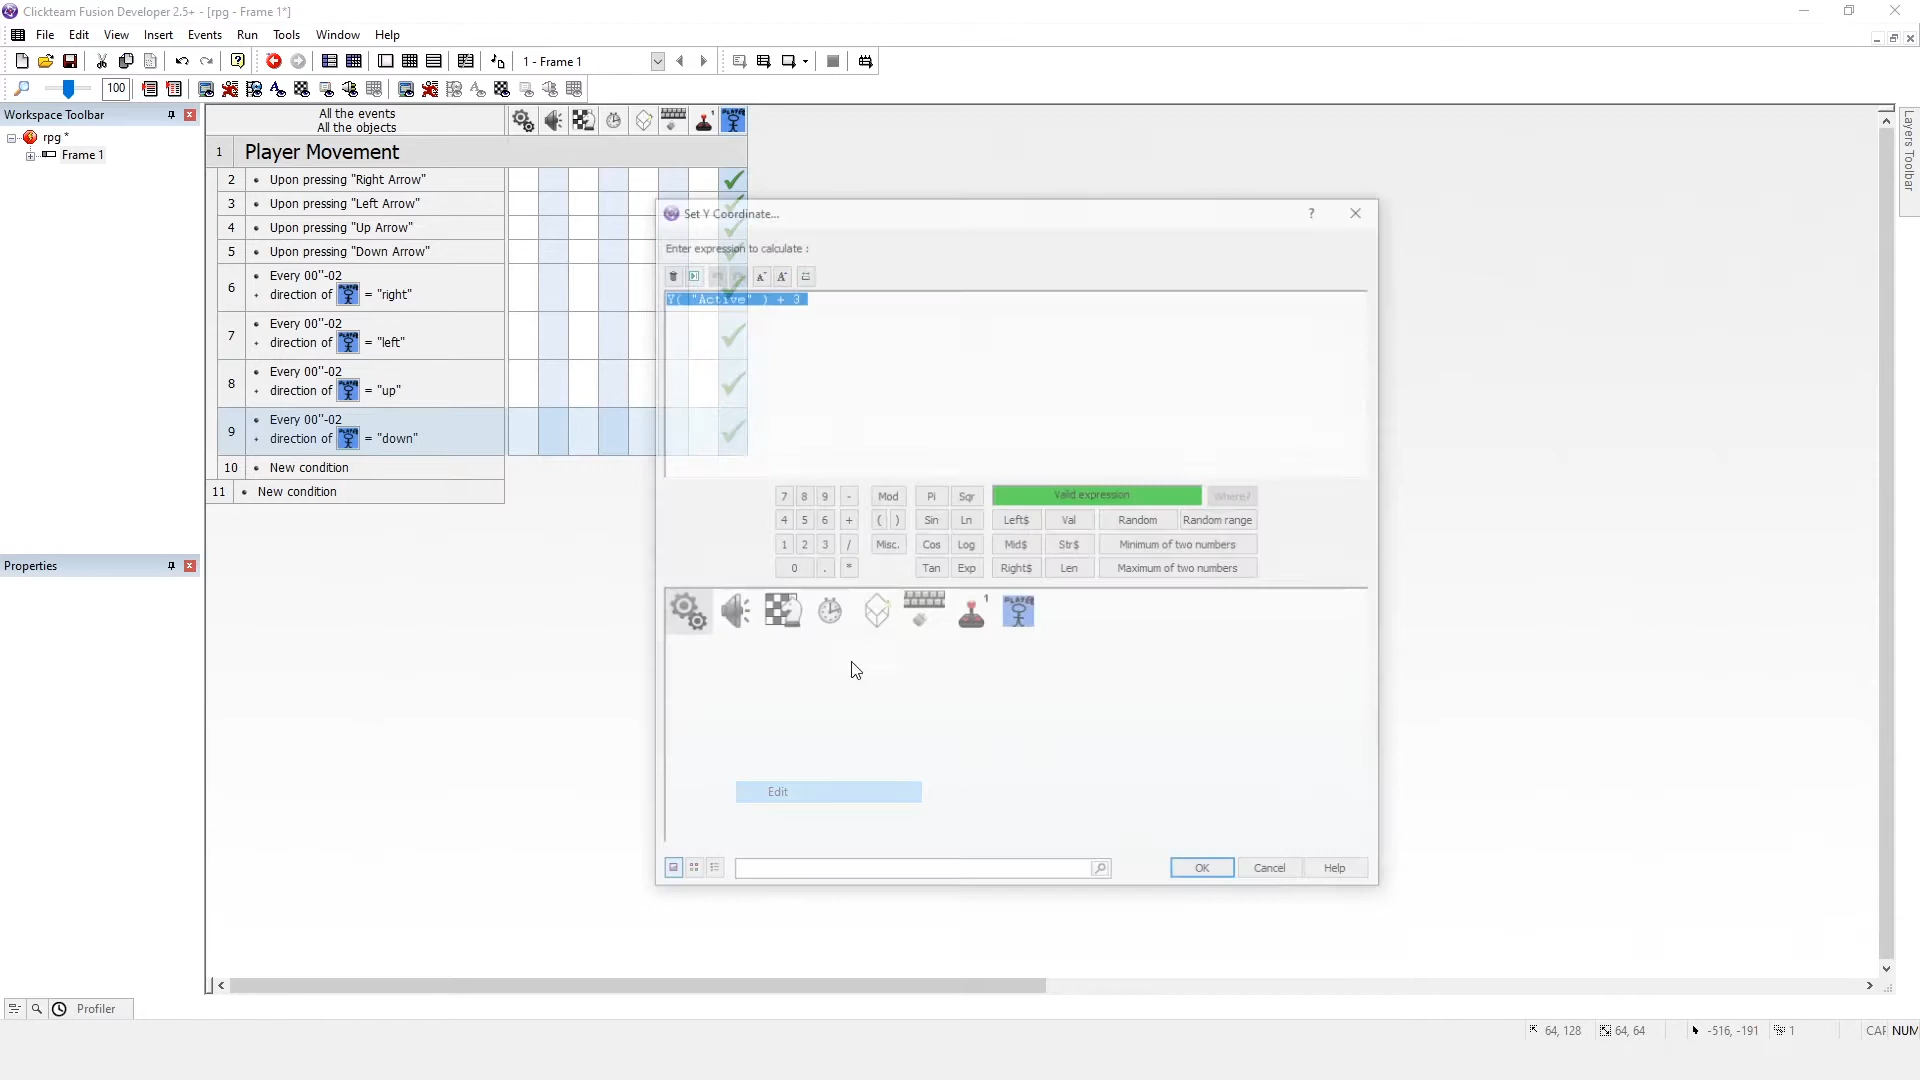 Clickteam Fusion Developer 2.5+ - [rpg - Frame 1*]
File Edit View Insert Events Run Tools Window Help
1 - Frame 1
100
Workspace Toolbar
rpg *
Frame 1
Properties
All the events
All the objects
1 Player Movement
2 Upon pressing "Right Arrow"
3 Upon pressing "Left Arrow"
4 Upon pressing "Up Arrow"
5 Upon pressing "Down Arrow"
6 Every 00"-02
direction of PLAYER = "right"
7 Every 00"-02
direction of PLAYER = "left"
8 Every 00"-02
direction of PLAYER = "up"
9 Every 00"-02
direction of PLAYER = "down"
10 New condition
11 New condition
Set Y Coordinate...
Enter expression to calculate :
Y( "Active" ) + 3
7 8 9 - Mod Pi Sqr Valid expression Where?
4 5 6 + ( ) Sin Ln Left$ Val Random Random range
1 2 3 / Misc. Cos Log Mid$ Str$ Minimum of two numbers
0 . * Tan Exp Right$ Len Maximum of two numbers
1
PLAYER
Edit
OK Cancel Help
Layers Toolbar
Profiler
64, 128 64, 64 -516, -191 1 CAP NUM